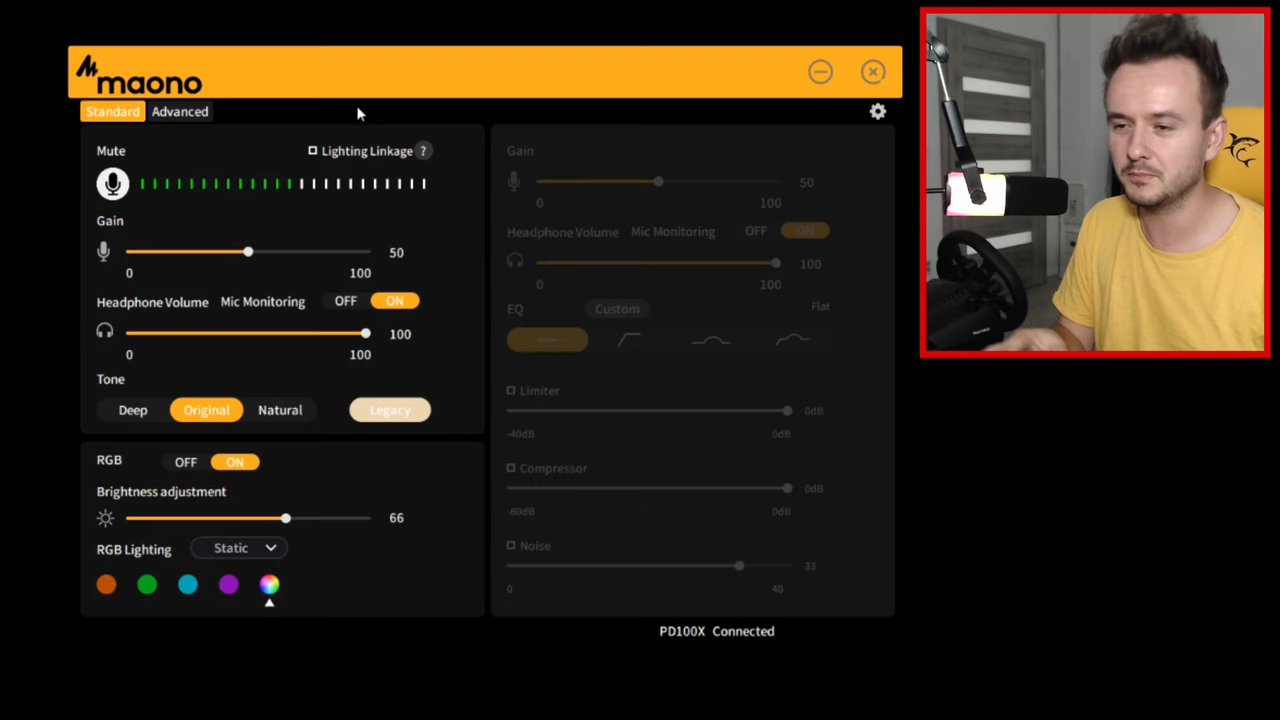 maono
Standard Advanced
Mute Lighting Linkage ?
Gain
50
0 100
Headphone Volume Mic Monitoring OFF ON
100
0 100
Tone
Deep Original Natural Legacy
RGB OFF ON
Brightness adjustment
66
RGB Lighting Static
Gain
50
0 100
Headphone Volume Mic Monitoring OFF ON
100
0 100
EQ Custom Flat
Limiter
0dB
-40dB 0dB
Compressor
0dB
-80dB 0dB
Noise
33
0 40
PD100X Connected